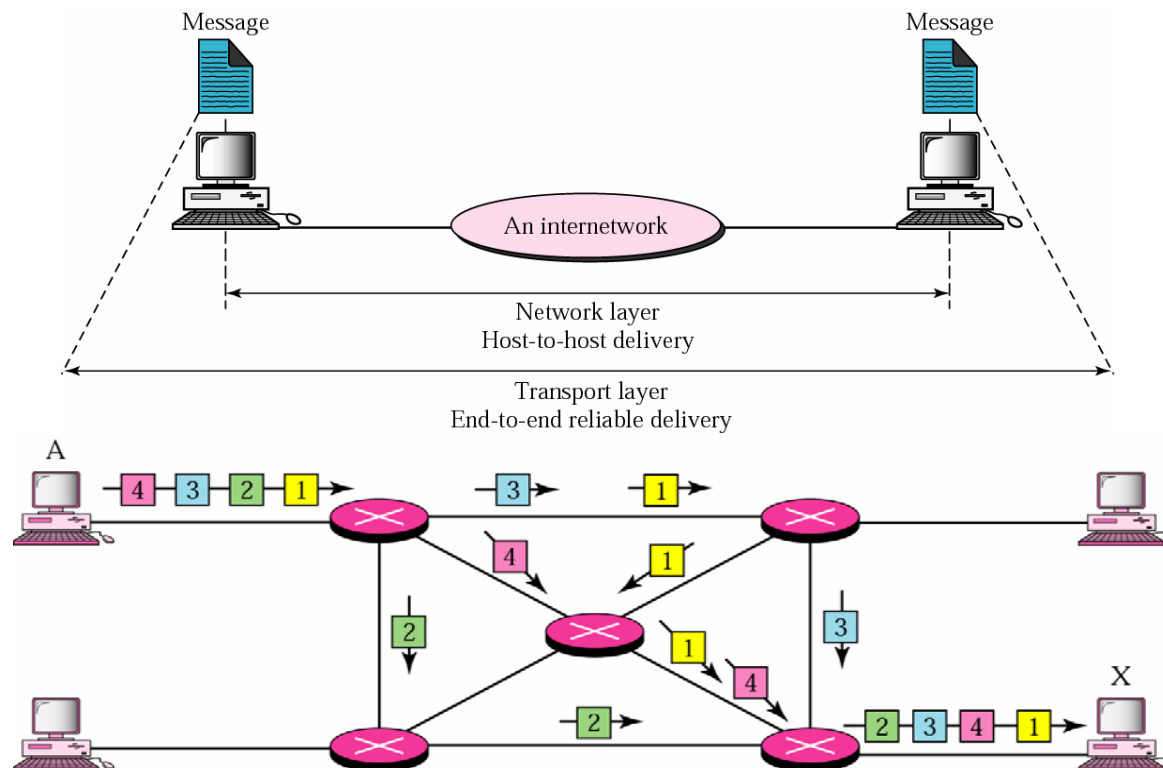 Message
Message
An internetwork
Network layer
Host-to-host delivery
Transport layer
End-to-end reliable delivery
A
4 3 2 1
3
1
4
1
2
1
3
4
X
2
2 3 4 1